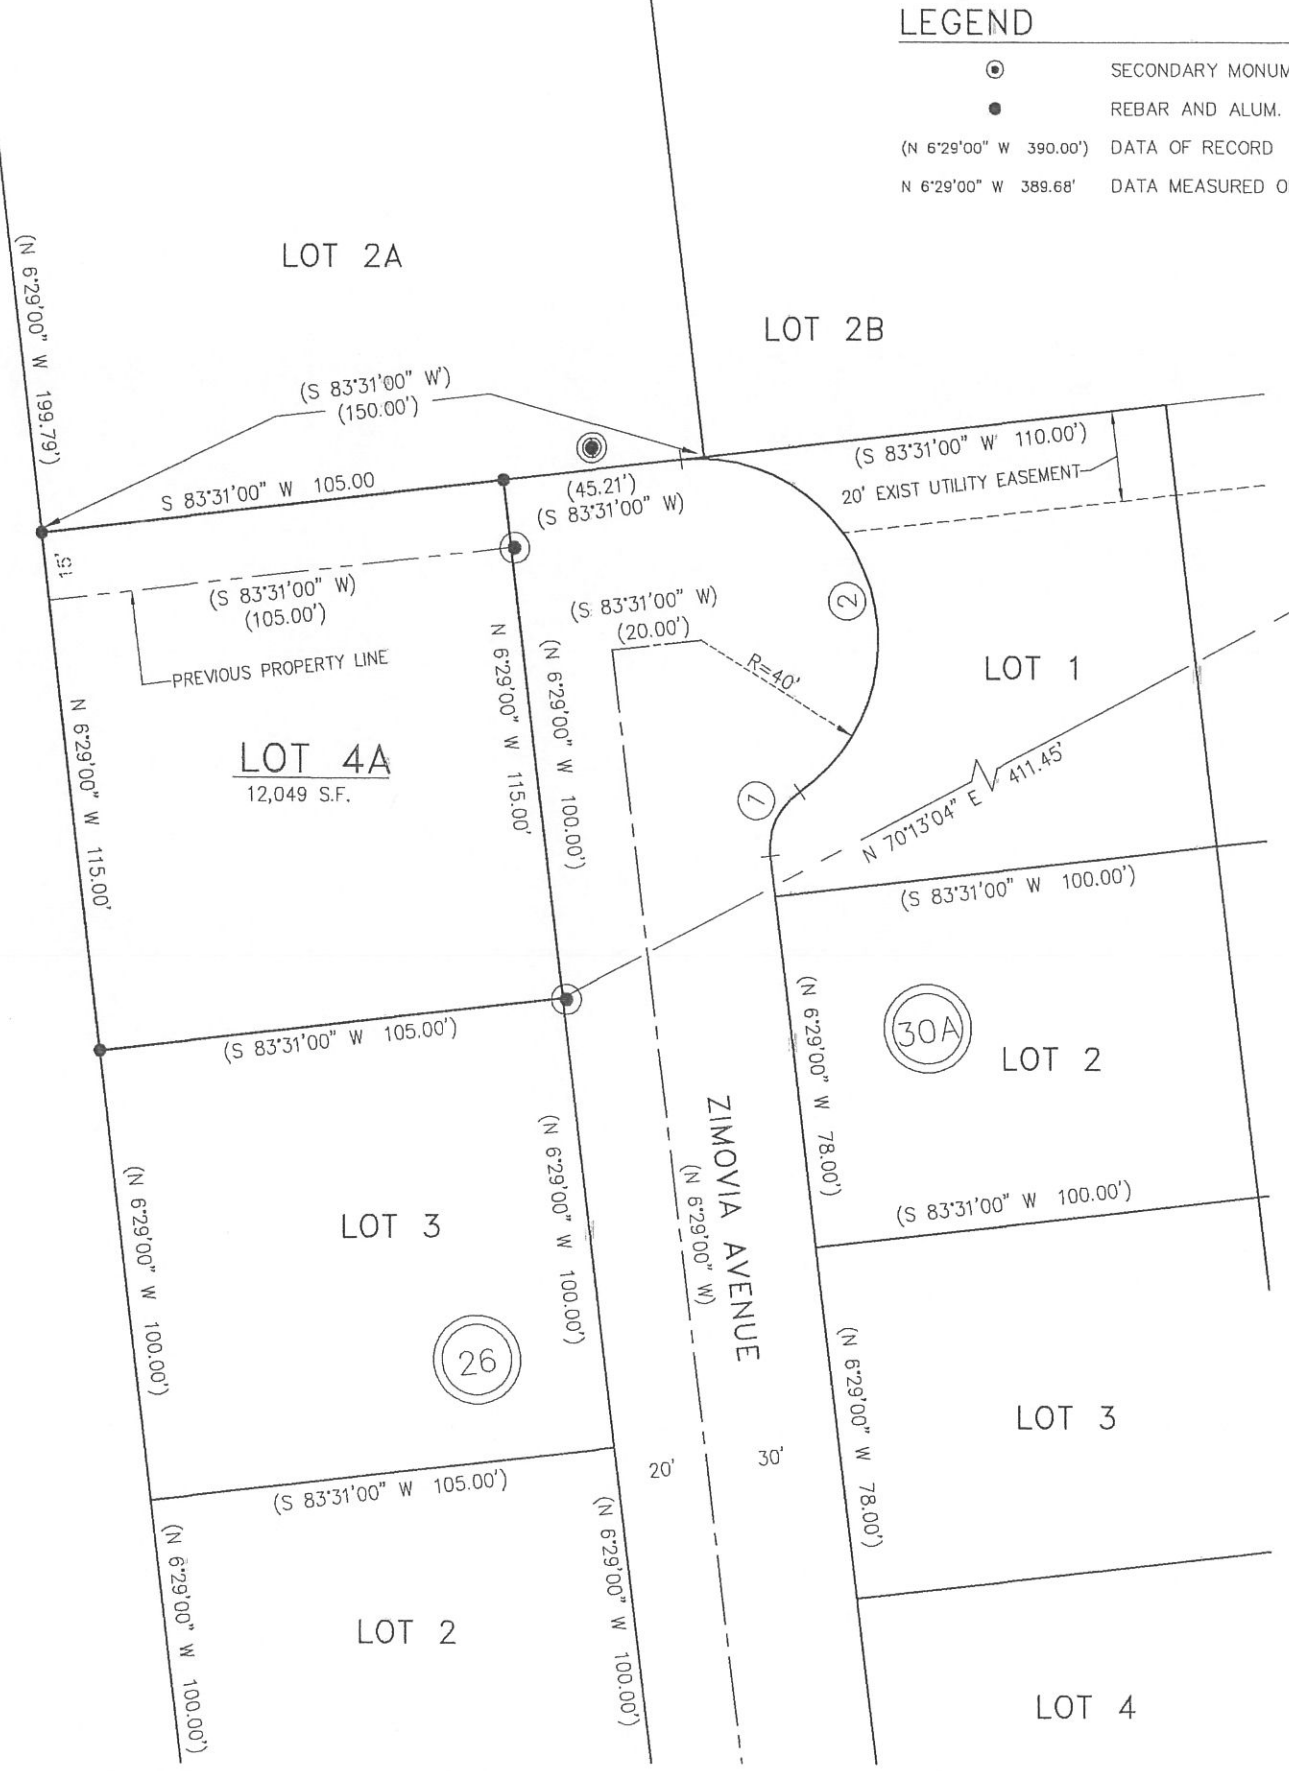 LEGEND
SECONDARY MONUM
REBAR AND ALUM.
(N 6°29'00" W 390.00') DATA OF RECORD
N 6°29'00" W 389.68' DATA MEASURED O
LOT 2A
LOT 2B
(N 6°29'00" W 199.79')
(S 83°31'00" W')
(150.00')
(S 83°31'00" W 110.00')
20' EXIST UTILITY EASEMENT
S 83°31'00" W 105.00
(45.21')
(S 83°31'00" W)
15'
(S 83°31'00" W)
(105.00')
PREVIOUS PROPERTY LINE
(S 83°31'00" W)
(20.00')
R=40'
2
LOT 1
N 6°29'00" W 115.00'
LOT 4A
12,049 S.F.
N 6°29'00" W 115.00'
(N 6°29'00" W 100.00')
1
N 70°13'04" E 411.45'
(S 83°31'00" W 100.00')
(S 83°31'00" W 105.00')
(N 6°29'00" W 78.00')
30A
LOT 2
ZIMOVIA AVENUE
(N 6°29'00" W)
(S 83°31'00" W 100.00')
(N 6°29'00" W 100.00')
LOT 3
(N 6°29'00" W 100.00')
26
(N 6°29'00" W 78.00')
LOT 3
20'
30'
(S 83°31'00" W 105.00')
(N 6°29'00" W 100.00')
LOT 2
(N 6°29'00" W 100.00')
LOT 4